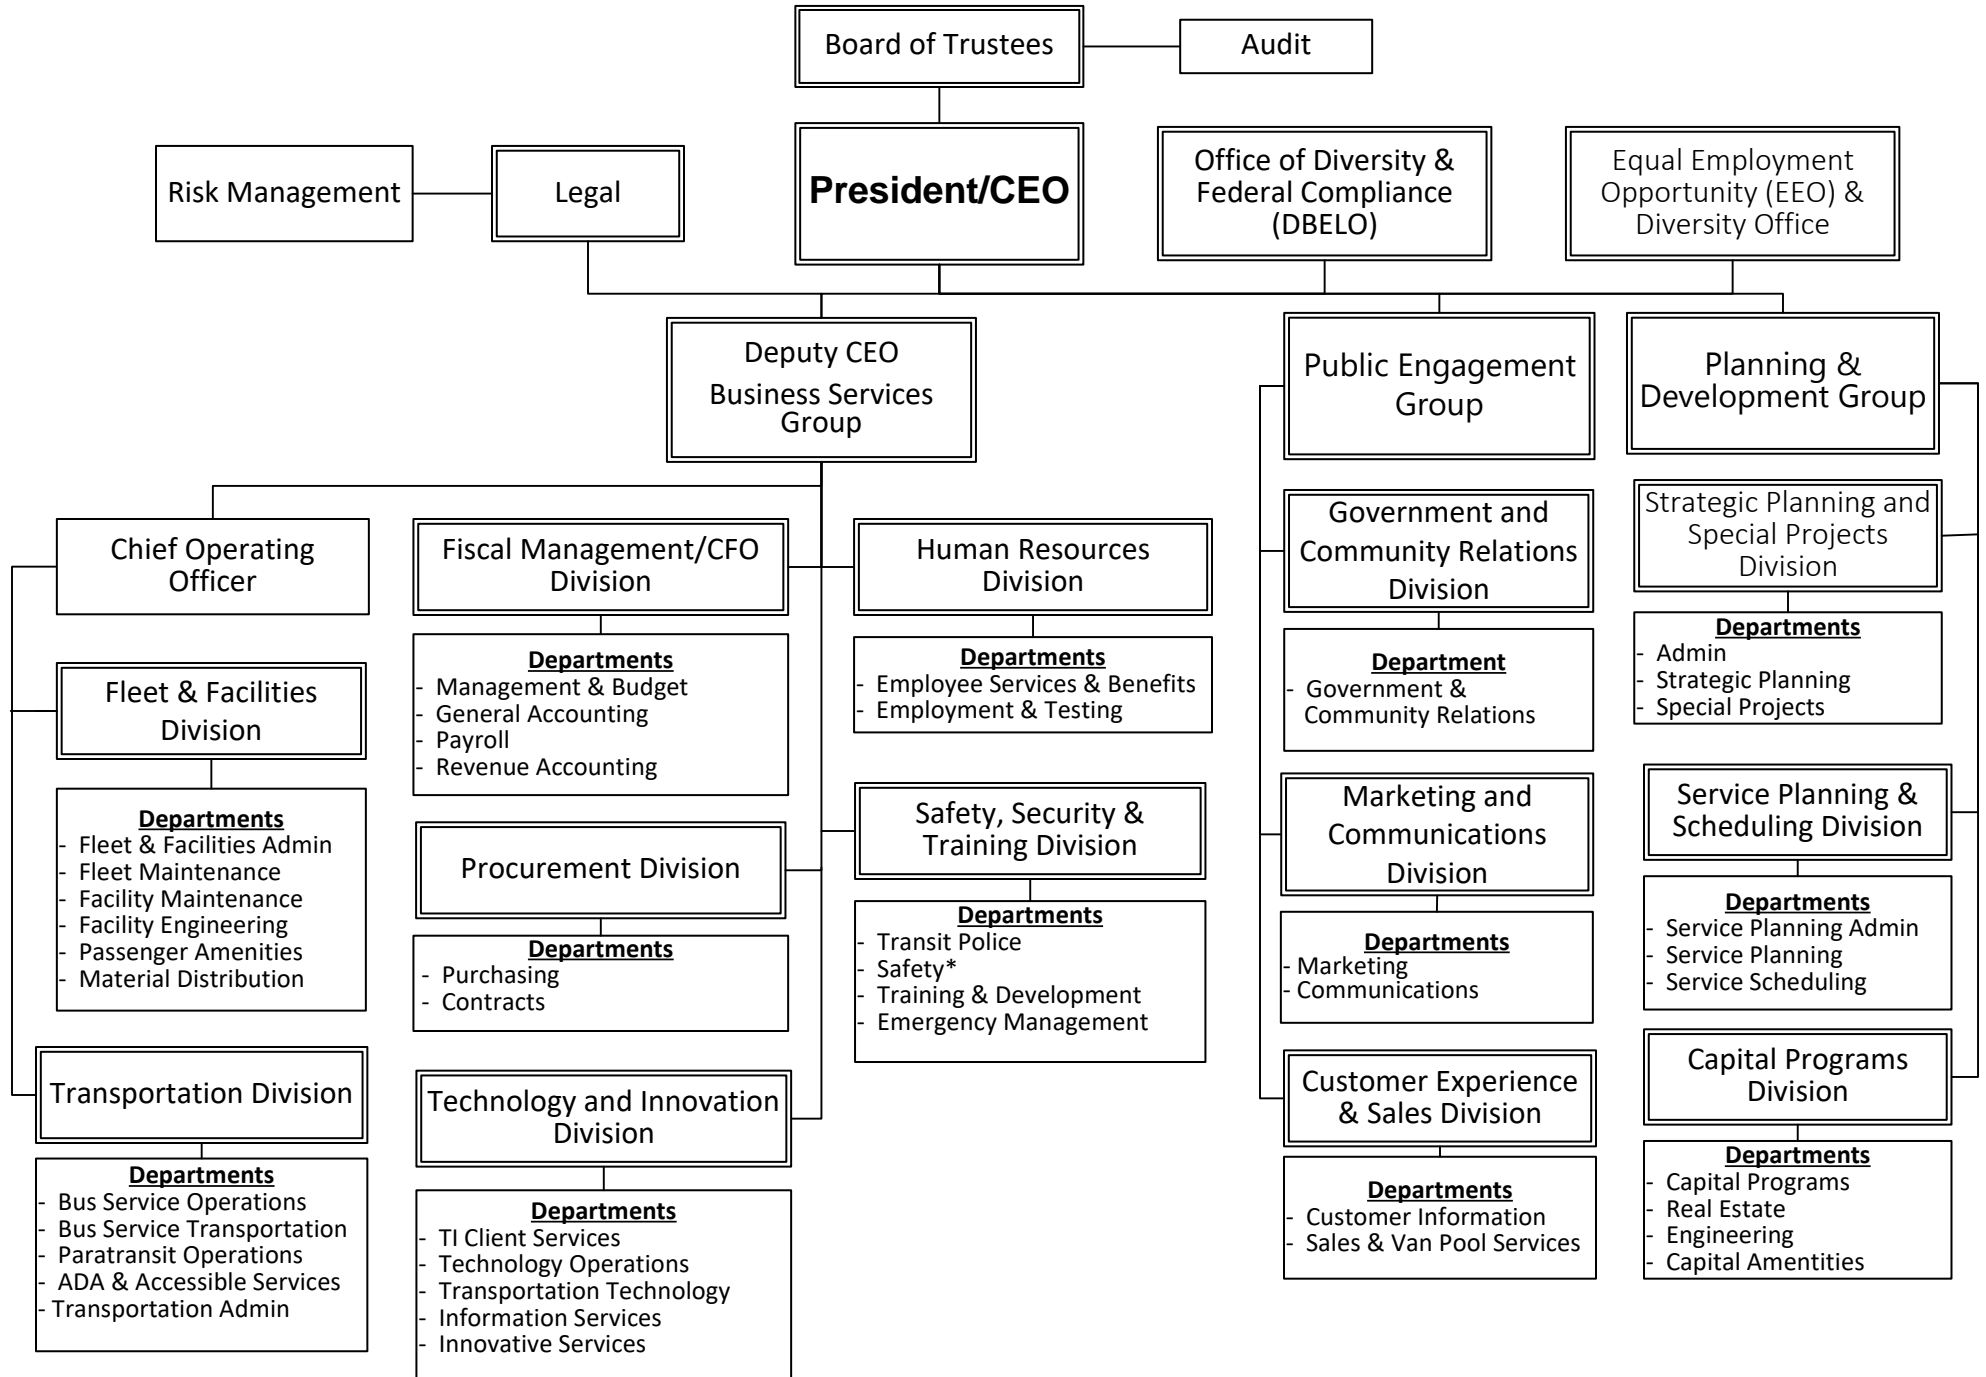 Board of Trustees
Audit
Risk Management
Legal
President/CEO
Office of Diversity &
Federal Compliance
(DBELO)
Equal Employment
Opportunity (EEO) &
Diversity Office
Deputy CEO
Business Services
Group
Public Engagement
Group
Planning &
Development Group
Chief Operating
Officer
Fleet & Facilities
Division
Departments
- Fleet & Facilities Admin
- Fleet Maintenance
- Facility Maintenance
- Facility Engineering
- Passenger Amenities
- Material Distribution
Transportation Division
Departments
- Bus Service Operations
- Bus Service Transportation
- Paratransit Operations
- ADA & Accessible Services
- Transportation Admin
Fiscal Management/CFO
Division
Departments
- Management & Budget
- General Accounting
- Payroll
- Revenue Accounting
Procurement Division
Departments
- Purchasing
- Contracts
Technology and Innovation
Division
Departments
- TI Client Services
- Technology Operations
- Transportation Technology
- Information Services
- Innovative Services
Human Resources
Division
Departments
- Employee Services & Benefits
- Employment & Testing
Safety, Security &
Training Division
Departments
- Transit Police
- Safety*
- Training & Development
- Emergency Management
Government and
Community Relations
Division
Department
- Government &
Community Relations
Marketing and
Communications
Division
Departments
- Marketing
- Communications
Customer Experience
& Sales Division
Departments
- Customer Information
- Sales & Van Pool Services
Strategic Planning and
Special Projects
Division
Departments
- Admin
- Strategic Planning
- Special Projects
Service Planning &
Scheduling Division
Departments
- Service Planning Admin
- Service Planning
- Service Scheduling
Capital Programs
Division
Departments
- Capital Programs
- Real Estate
- Engineering
- Capital Amentities